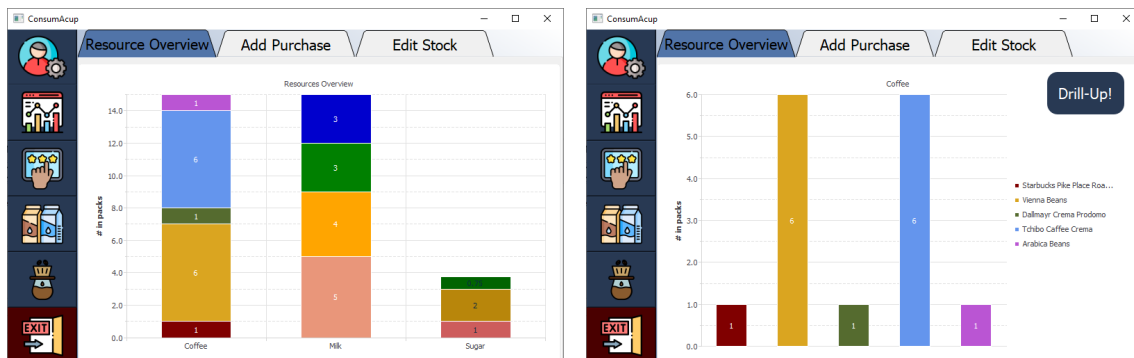 ConsumAcup
Resource Overview Add Purchase Edit Stock
Resources Overview
14.0
12.0
10.0
8.0
6.0
4.0
2.0
0.0
# in packs
1
6
1
6
1
3
3
4
5
2
1
Coffee Milk Sugar
EXIT
ConsumAcup
Resource Overview Add Purchase Edit Stock
Coffee
Drill-Up!
6.0
5.0
4.0
3.0
2.0
1.0
0.0
# in packs
1
6
1
6
1
Starbucks Pike Place Roa...
Vienna Beans
Dallmayr Crema Prodomo
Tchibo Caffee Crema
Arabica Beans
EXIT